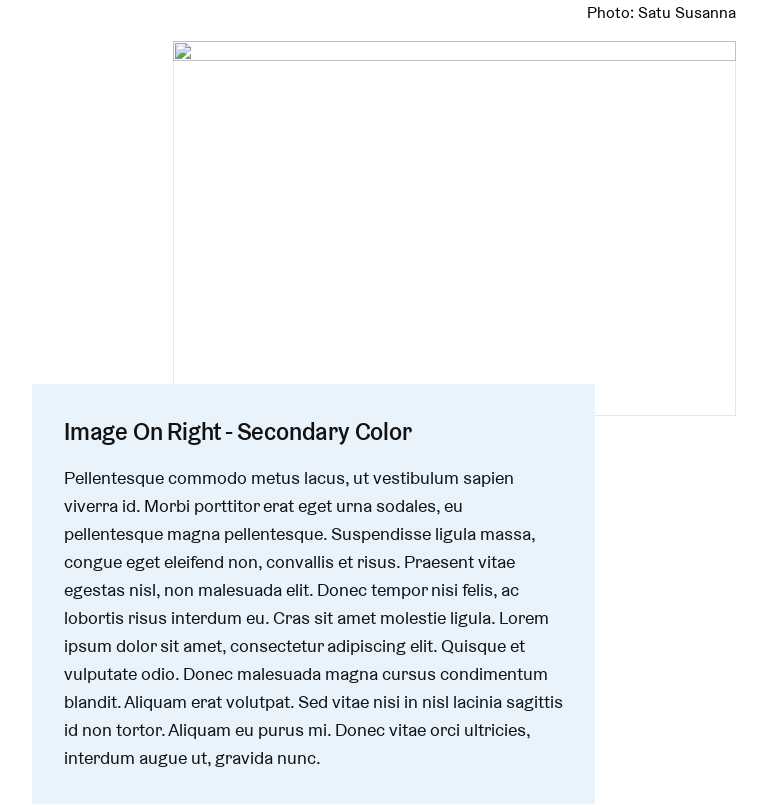 Photo: Satu Susanna
Image On Right - Secondary Color
Pellentesque commodo metus lacus, ut vestibulum sapien
viverra id. Morbi porttitor erat eget urna sodales, eu
pellentesque magna pellentesque. Suspendisse ligula massa,
congue eget eleifend non, convallis et risus. Praesent vitae
egestas nisl, non malesuada elit. Donec tempor nisi felis, ac
lobortis risus interdum eu. Cras sit amet molestie ligula. Lorem
ipsum dolor sit amet, consectetur adipiscing elit. Quisque et
vulputate odio. Donec malesuada magna cursus condimentum
blandit. Aliquam erat volutpat. Sed vitae nisi in nisl lacinia sagittis
id non tortor. Aliquam eu purus mi. Donec vitae orci ultricies,
interdum augue ut, gravida nunc.